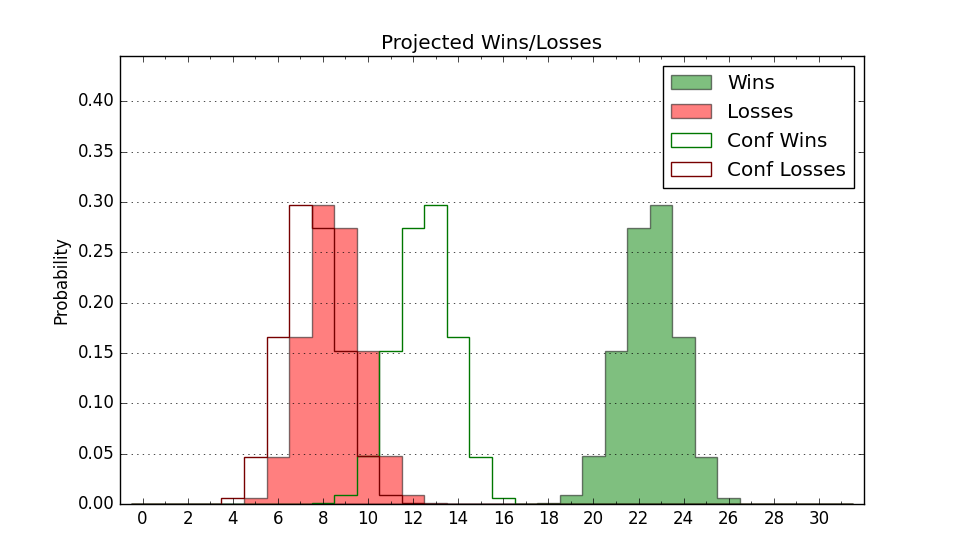 Projected Wins/Losses
Wins
Losses
Conf Wins
Conf Losses
Probability
0.40
0.35
0.30
0.25
0.20
0.15
0.10
0.05
0.00
0 2 4 6 8 10 12 14 16 18 20 22 24 26 28 30